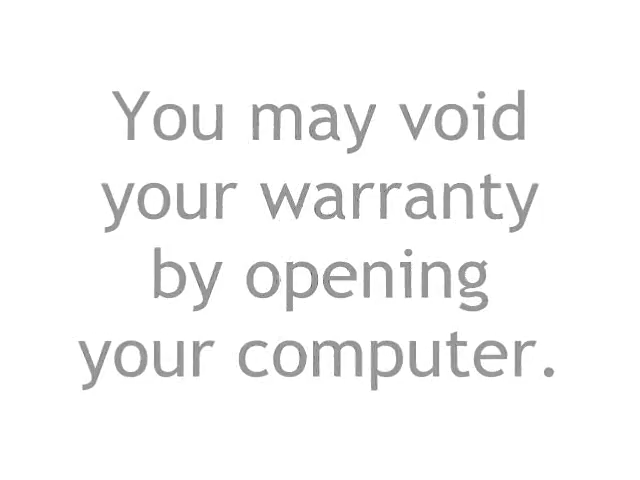 You may void
your warranty
by opening
your computer.